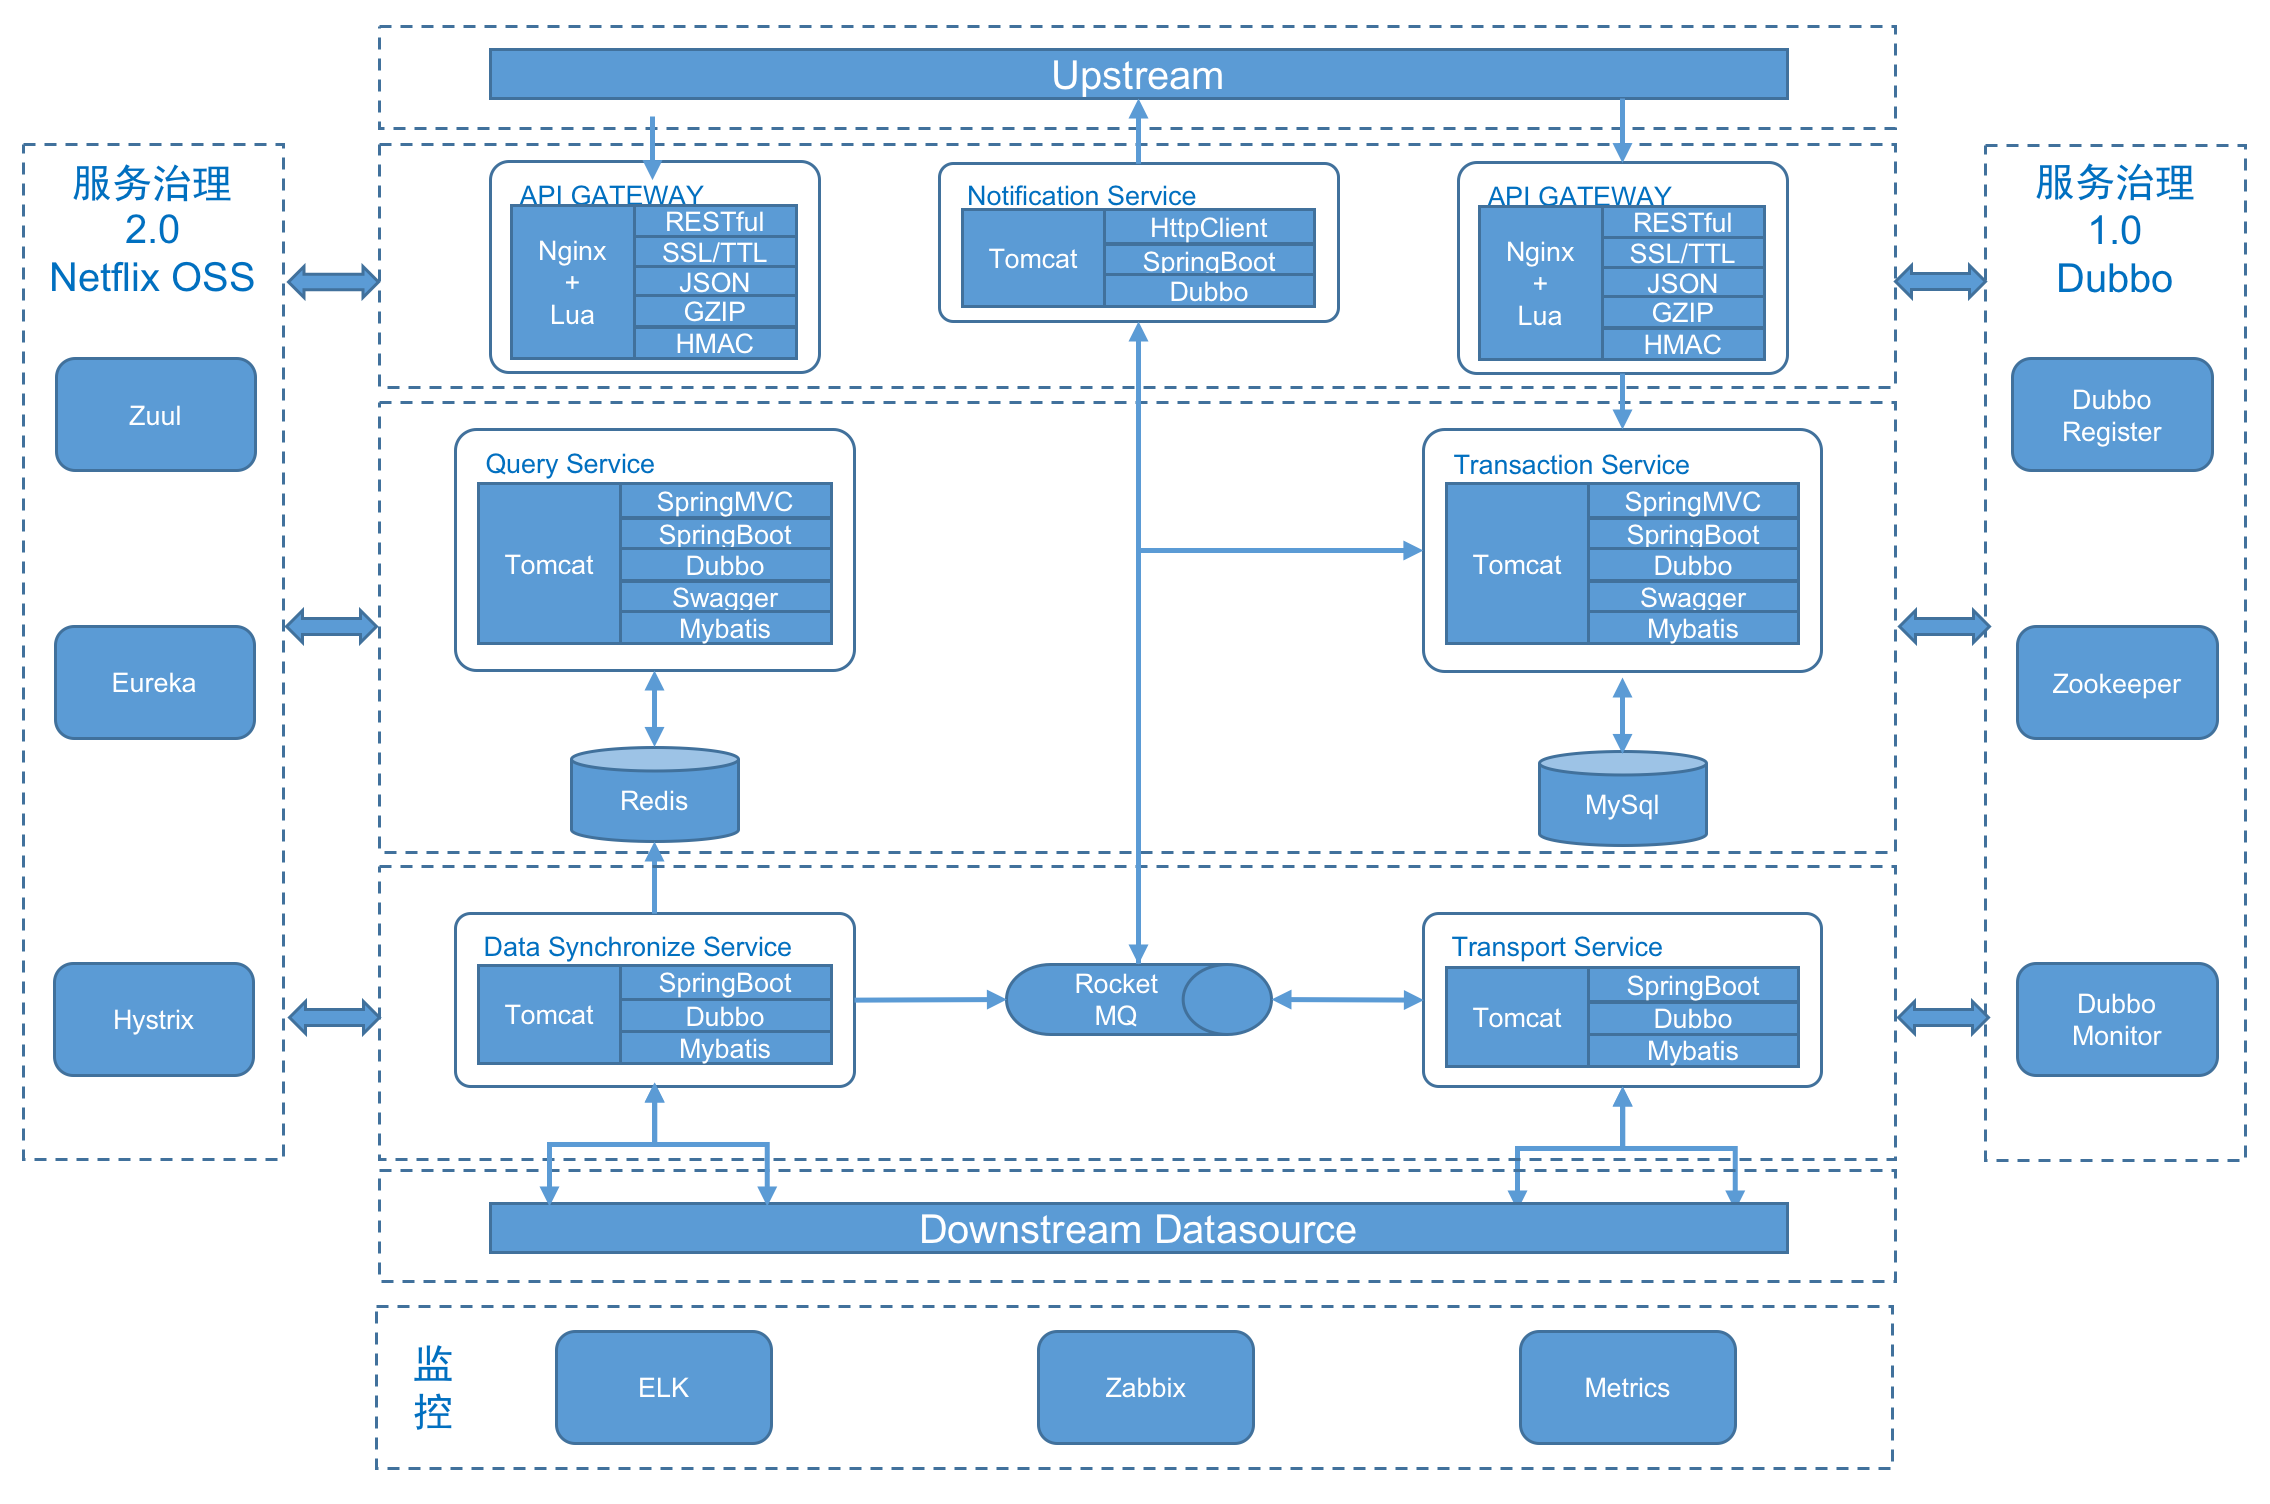 Upstream
服务治理
2.0
Netflix OSS
Zuul
Eureka
Hystrix
API GATEWAY
Nginx
+
Lua
RESTful
SSL/TTL
JSON
GZIP
HMAC
Notification Service
Tomcat
HttpClient
SpringBoot
Dubbo
API GATEWAY
Nginx
+
Lua
RESTful
SSL/TTL
JSON
GZIP
HMAC
Query Service
Tomcat
SpringMVC
SpringBoot
Dubbo
Swagger
Mybatis
Transaction Service
Tomcat
SpringMVC
SpringBoot
Dubbo
Swagger
Mybatis
Redis
MySql
Data Synchronize Service
Tomcat
SpringBoot
Dubbo
Mybatis
Rocket
MQ
Transport Service
Tomcat
SpringBoot
Dubbo
Mybatis
Downstream Datasource
服务治理
1.0
Dubbo
Dubbo
Register
Zookeeper
Dubbo
Monitor
监
控
ELK
Zabbix
Metrics